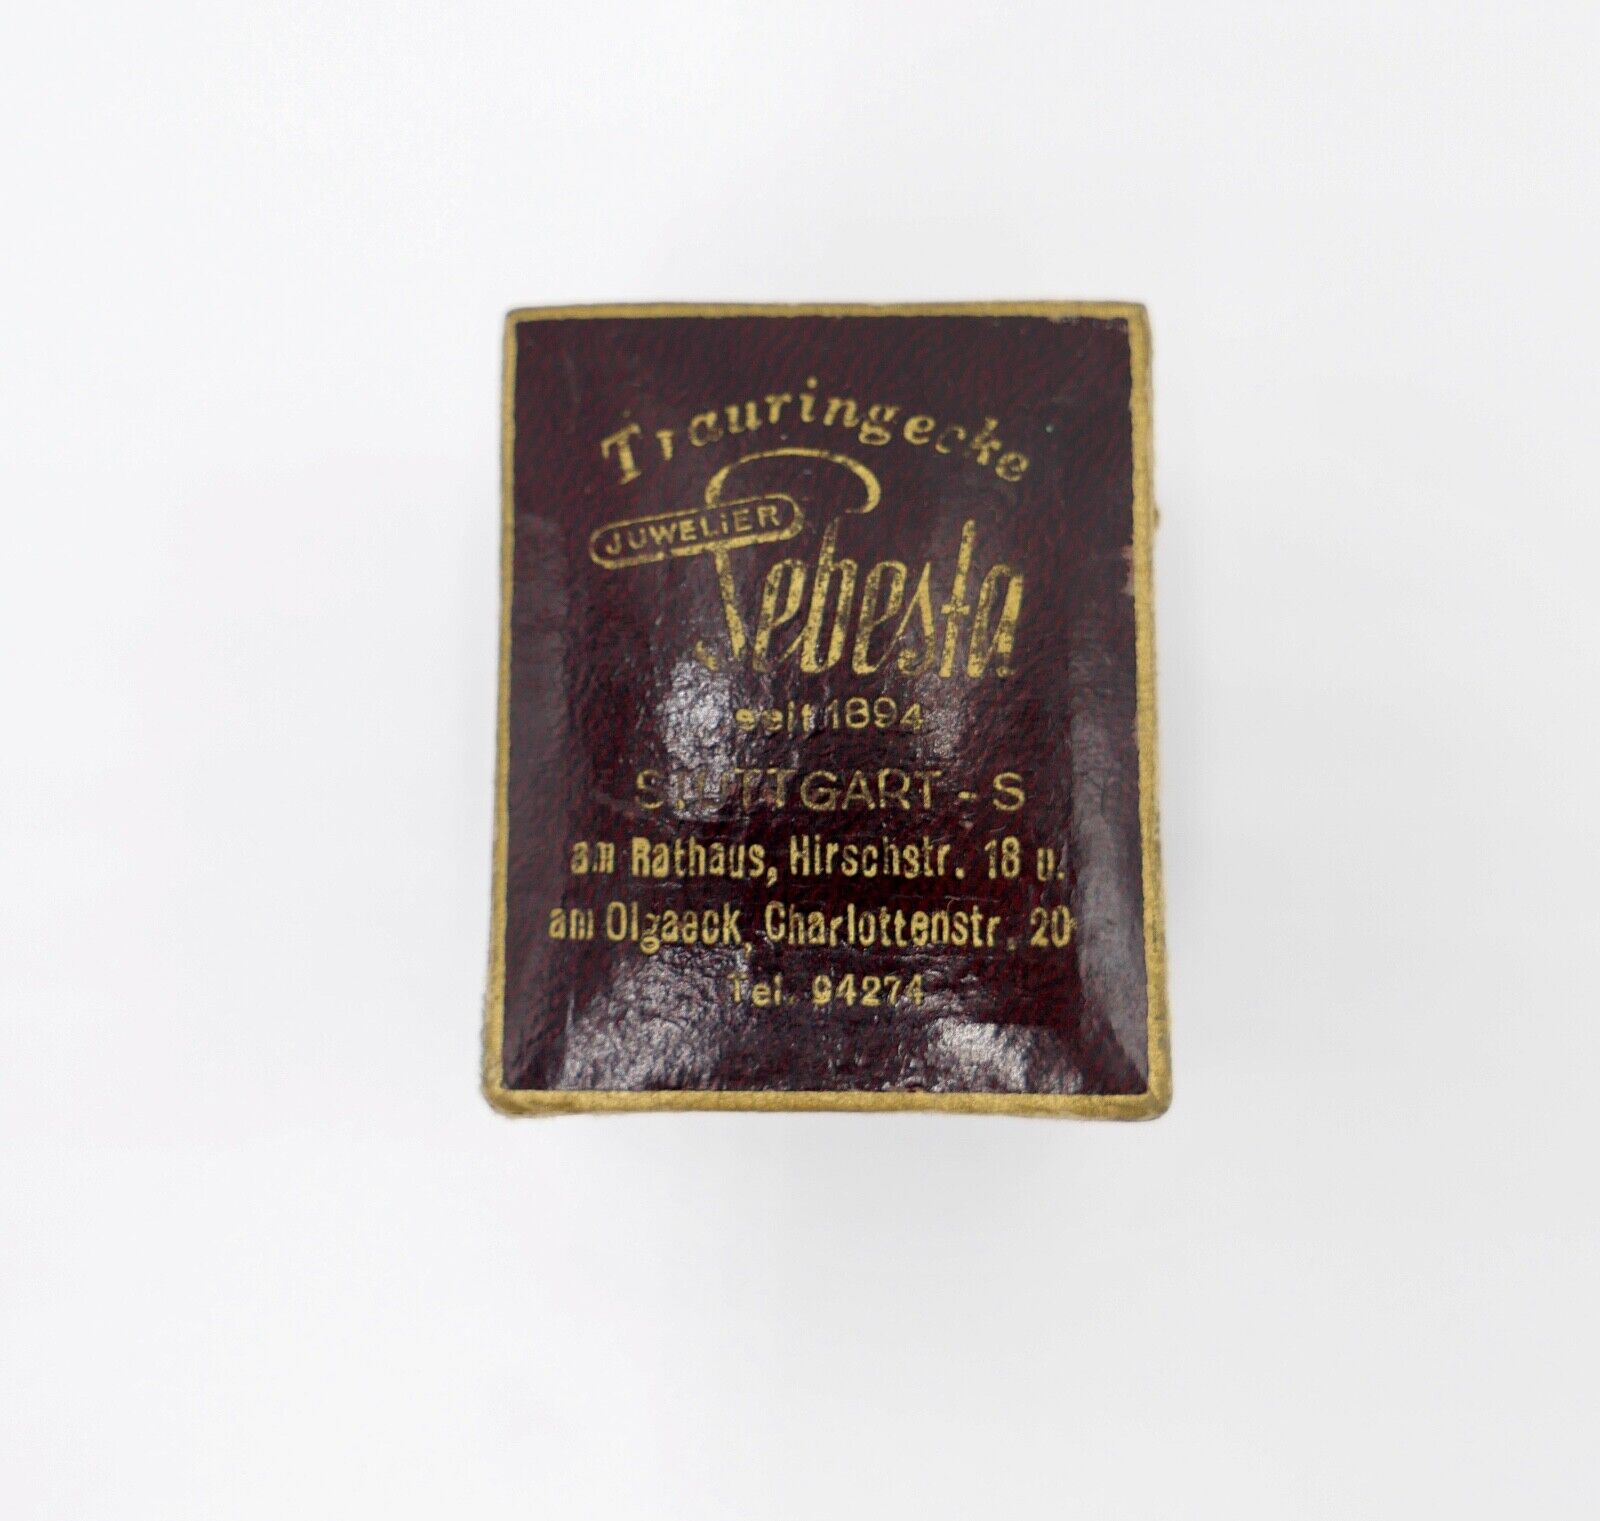 Trauringecke
JUWELiER
Sebesta
seit 1894
STUTTGART - S
am Rathaus, Hirschstr. 18 u.
am Olgaeck, Charlottenstr. 20
Tel. 94274